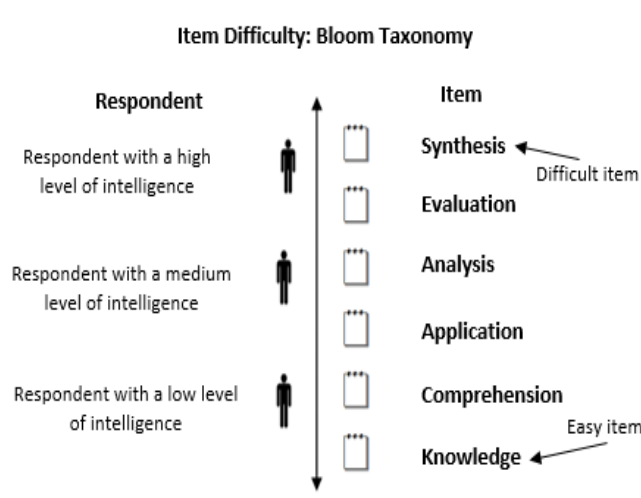 Item Difficulty: Bloom Taxonomy
Respondent
Item
Respondent with a high
level of intelligence
Synthesis
Difficult item
Evaluation
Respondent with a medium
level of intelligence
Analysis
Application
Respondent with a low level
of intelligence
Comprehension
Easy item
Knowledge